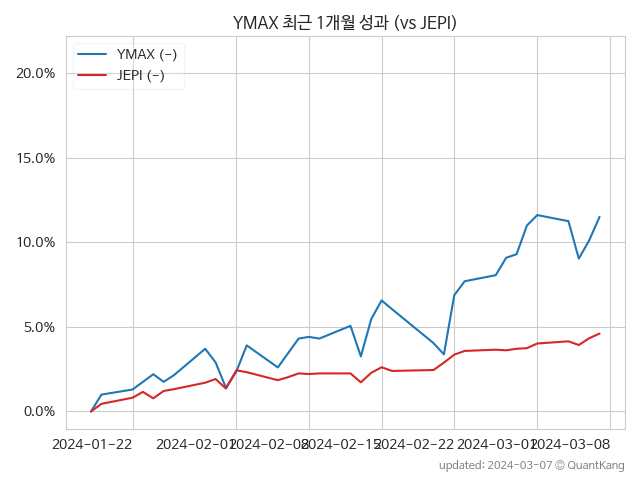 YMAX 최근 1개월 성과 (vs JEPI)
YMAX (-)
JEPI (-)
20.0%
15.0%
10.0%
5.0%
0.0%
2024-01-22 2024-02-01 2024-02-08 2024-02-15 2024-02-22 2024-03-01 2024-03-08
updated: 2024-03-07 © QuantKang